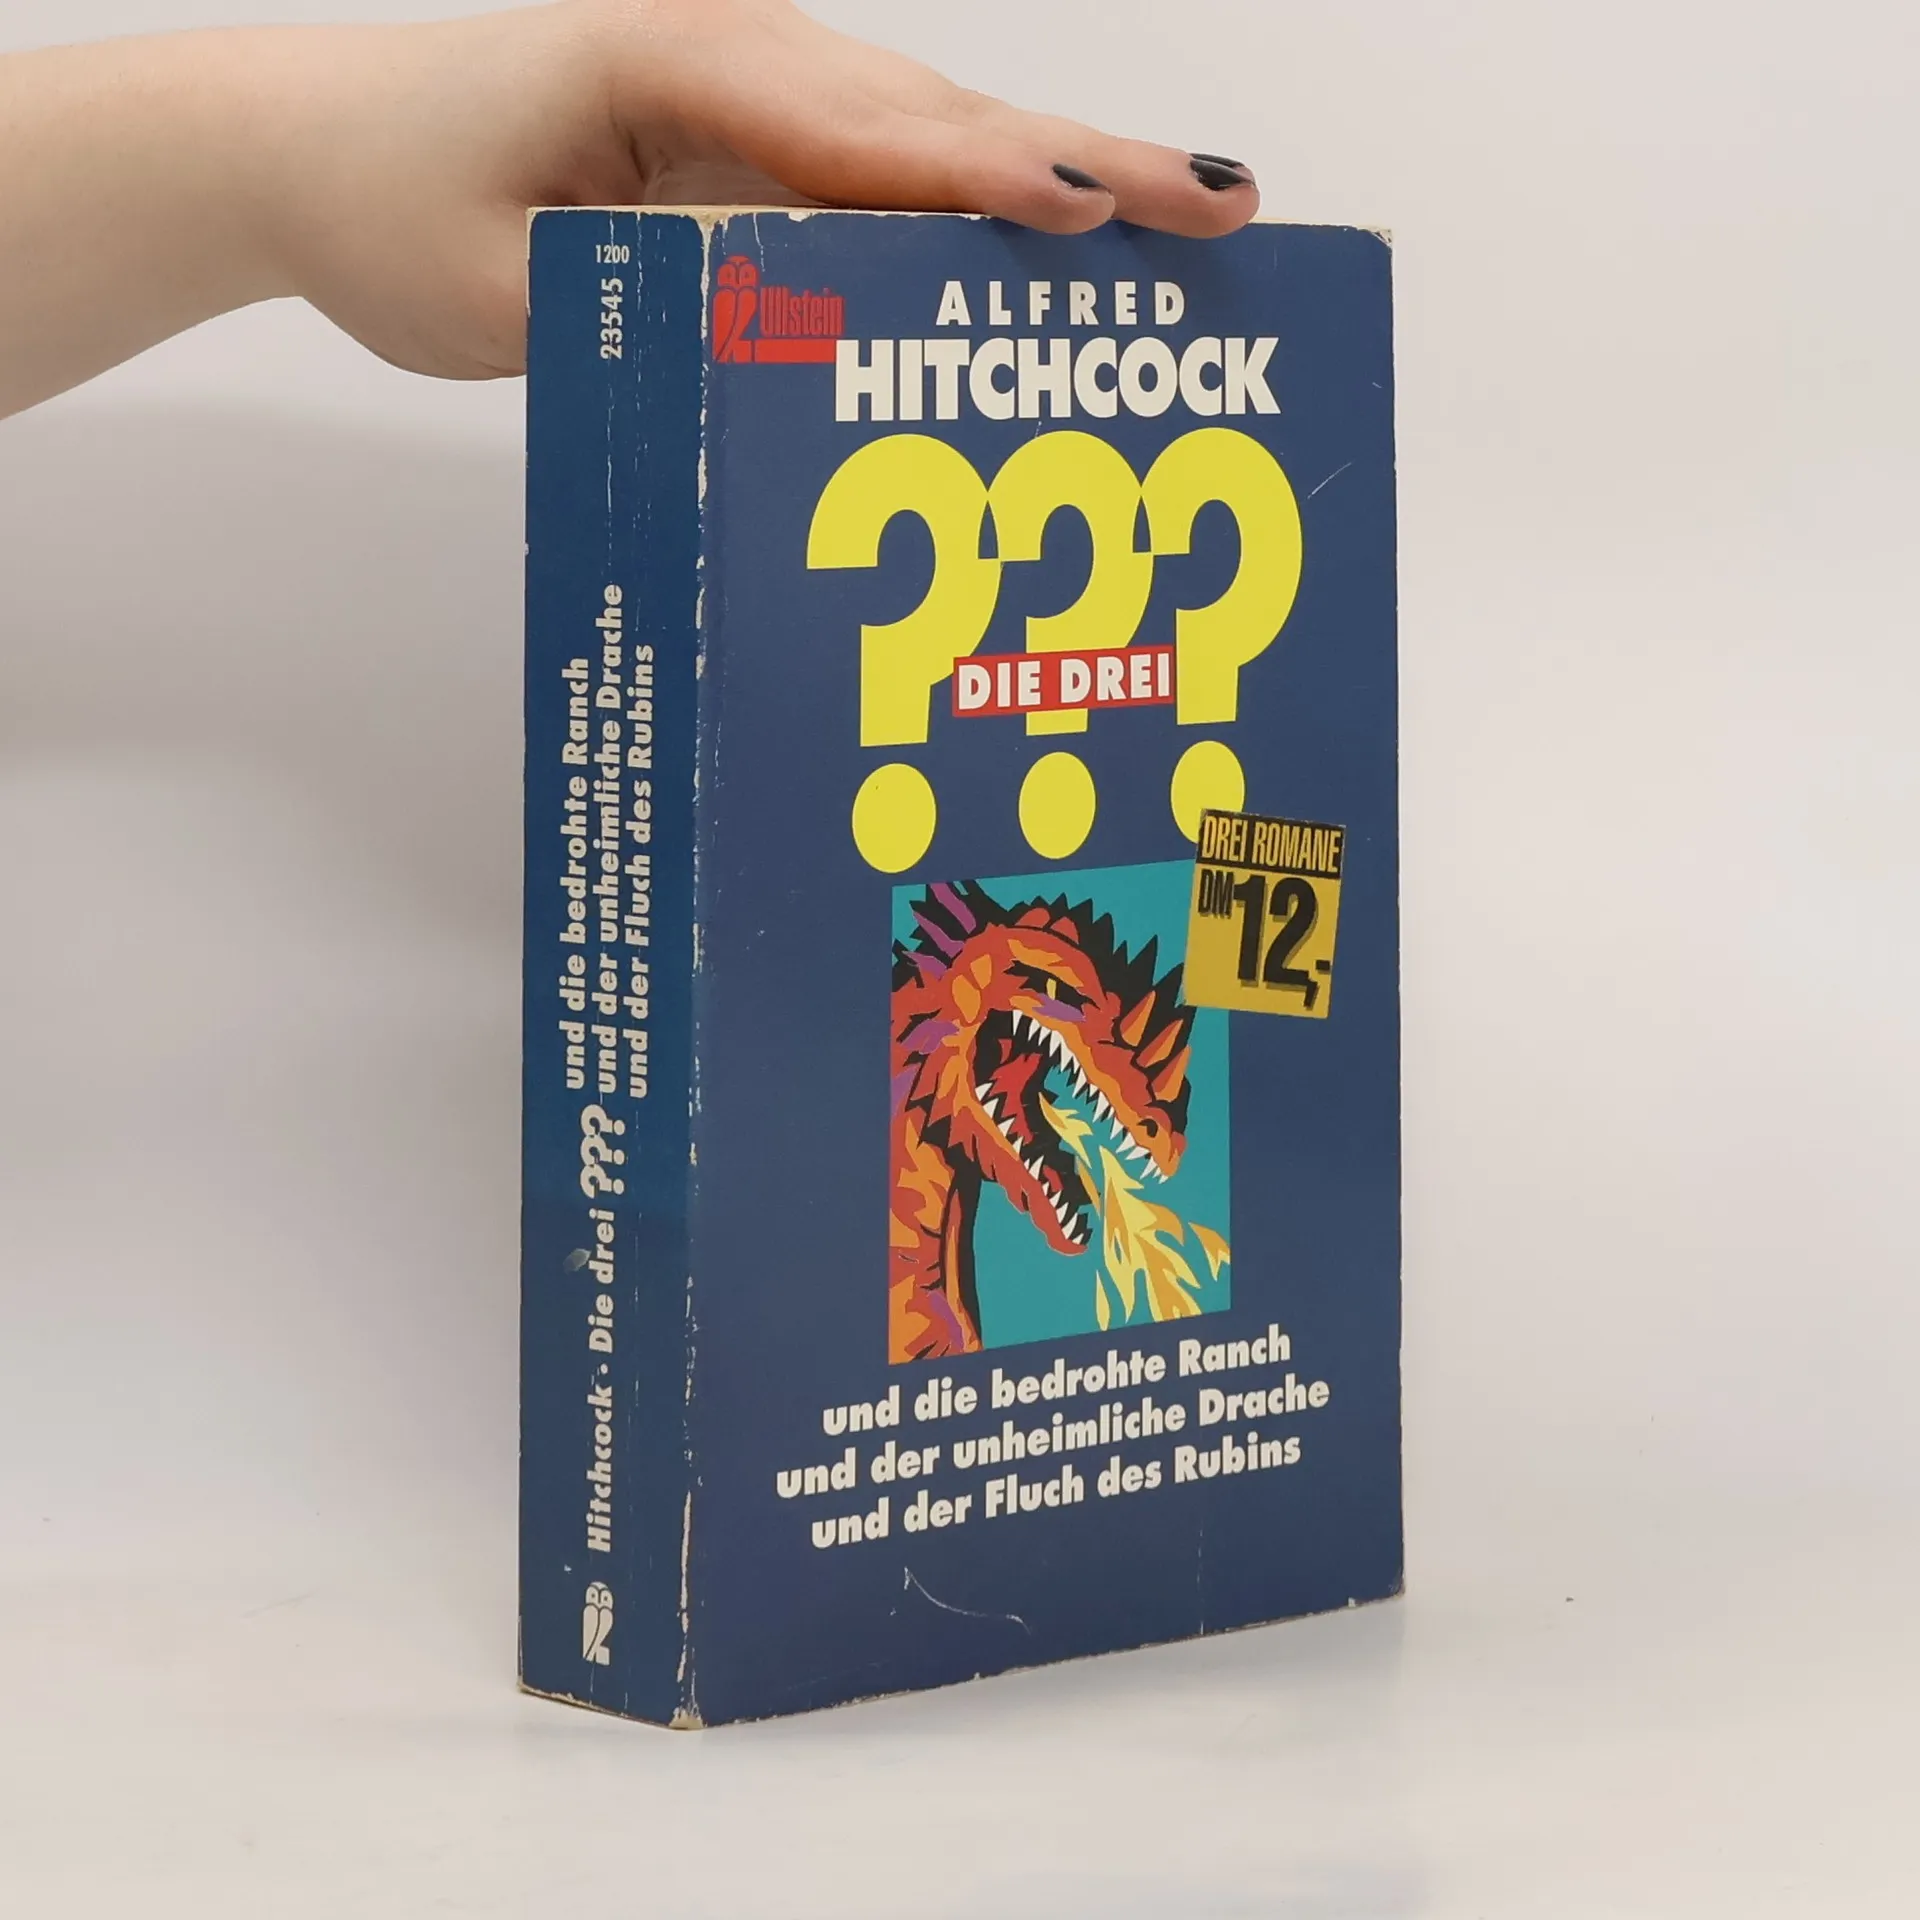 1200
23545
und die bedrohte Ranch
und der unheimliche Drache
und der Fluch des Rubins
Hitchcock · Die drei ???
Ullstein
ALFRED
HITCHCOCK
???
DIE DREI
DREI ROMANE
DM 12,-
und die bedrohte Ranch
und der unheimliche Drache
und der Fluch des Rubins